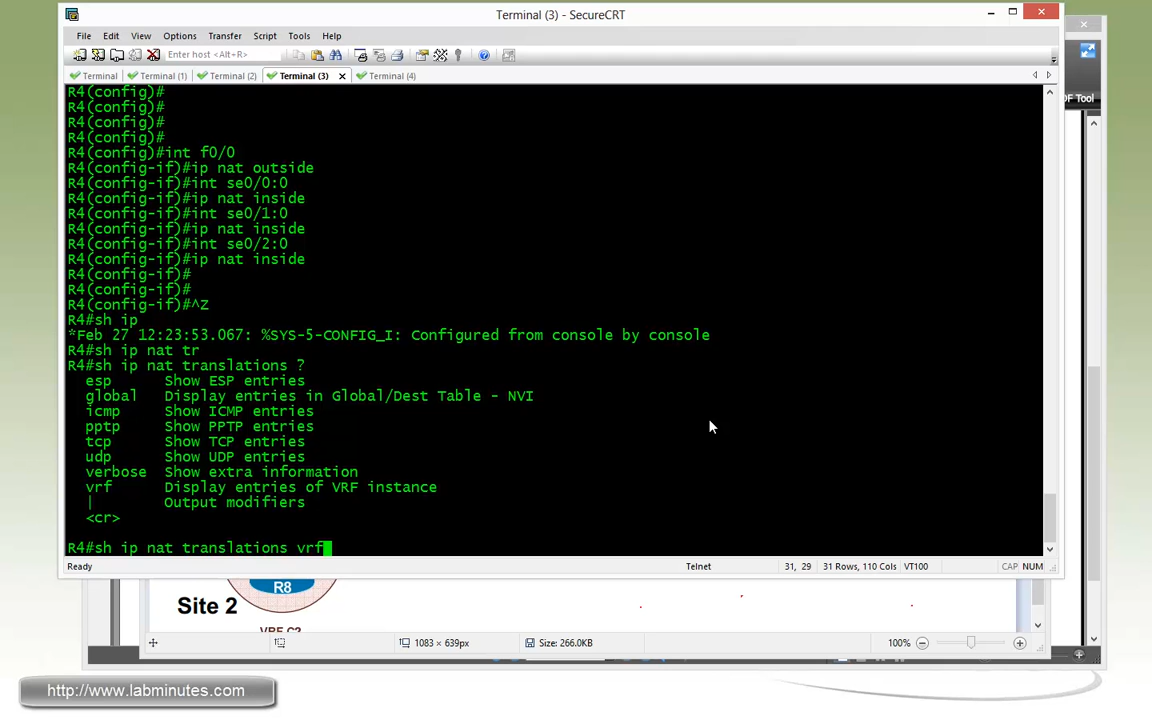 Terminal (3) - SecureCRT
File Edit View Options Transfer Script Tools Help
Enter host <Alt+R>
Terminal Terminal (1) Terminal (2) Terminal (3) Terminal (4)
R4(config)#
R4(config)#
R4(config)#
R4(config)#
R4(config)#int f0/0
R4(config-if)#ip nat outside
R4(config-if)#int se0/0:0
R4(config-if)#ip nat inside
R4(config-if)#int se0/1:0
R4(config-if)#ip nat inside
R4(config-if)#int se0/2:0
R4(config-if)#ip nat inside
R4(config-if)#
R4(config-if)#
R4(config-if)#^Z
R4#sh ip
*Feb 27 12:23:53.067: %SYS-5-CONFIG_I: Configured from console by console
R4#sh ip nat tr
R4#sh ip nat translations ?
esp Show ESP entries
global Display entries in Global/Dest Table - NVI
icmp Show ICMP entries
pptp Show PPTP entries
tcp Show TCP entries
udp Show UDP entries
verbose Show extra information
vrf Display entries of VRF instance
| Output modifiers
<cr>
R4#sh ip nat translations vrf
Ready Telnet 31, 29 31 Rows, 110 Cols VT100 CAP NUM
DF Tool
R8
Site 2
VRF C2
1083 × 639px Size: 266.0KB 100%
http://www.labminutes.com